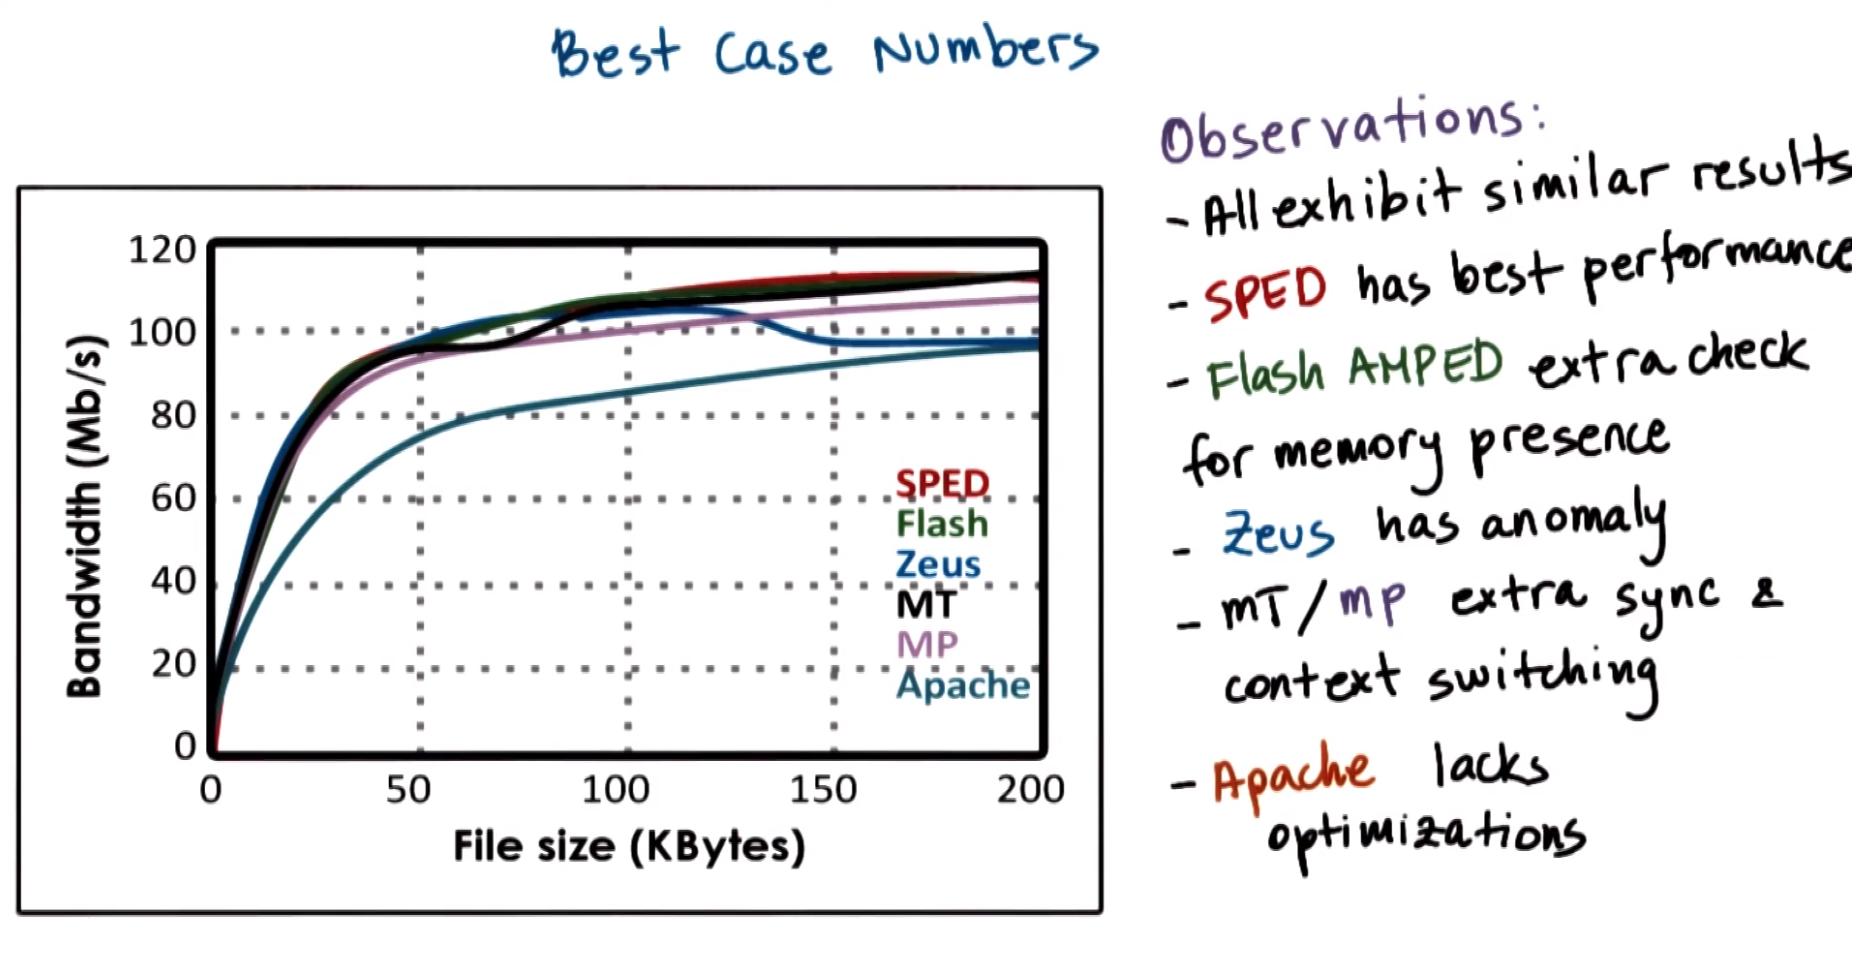 Best Case Numbers
Observations:
- All exhibit similar results
- SPED has best performance
- Flash AMPED extra check
for memory presence
- Zeus has anomaly
- MT/MP extra sync &
context switching
- Apache lacks
optimizations
120
100
80
60
40
20
0
Bandwidth (Mb/s)
SPED
Flash
Zeus
MT
MP
Apache
0 50 100 150 200
File size (KBytes)